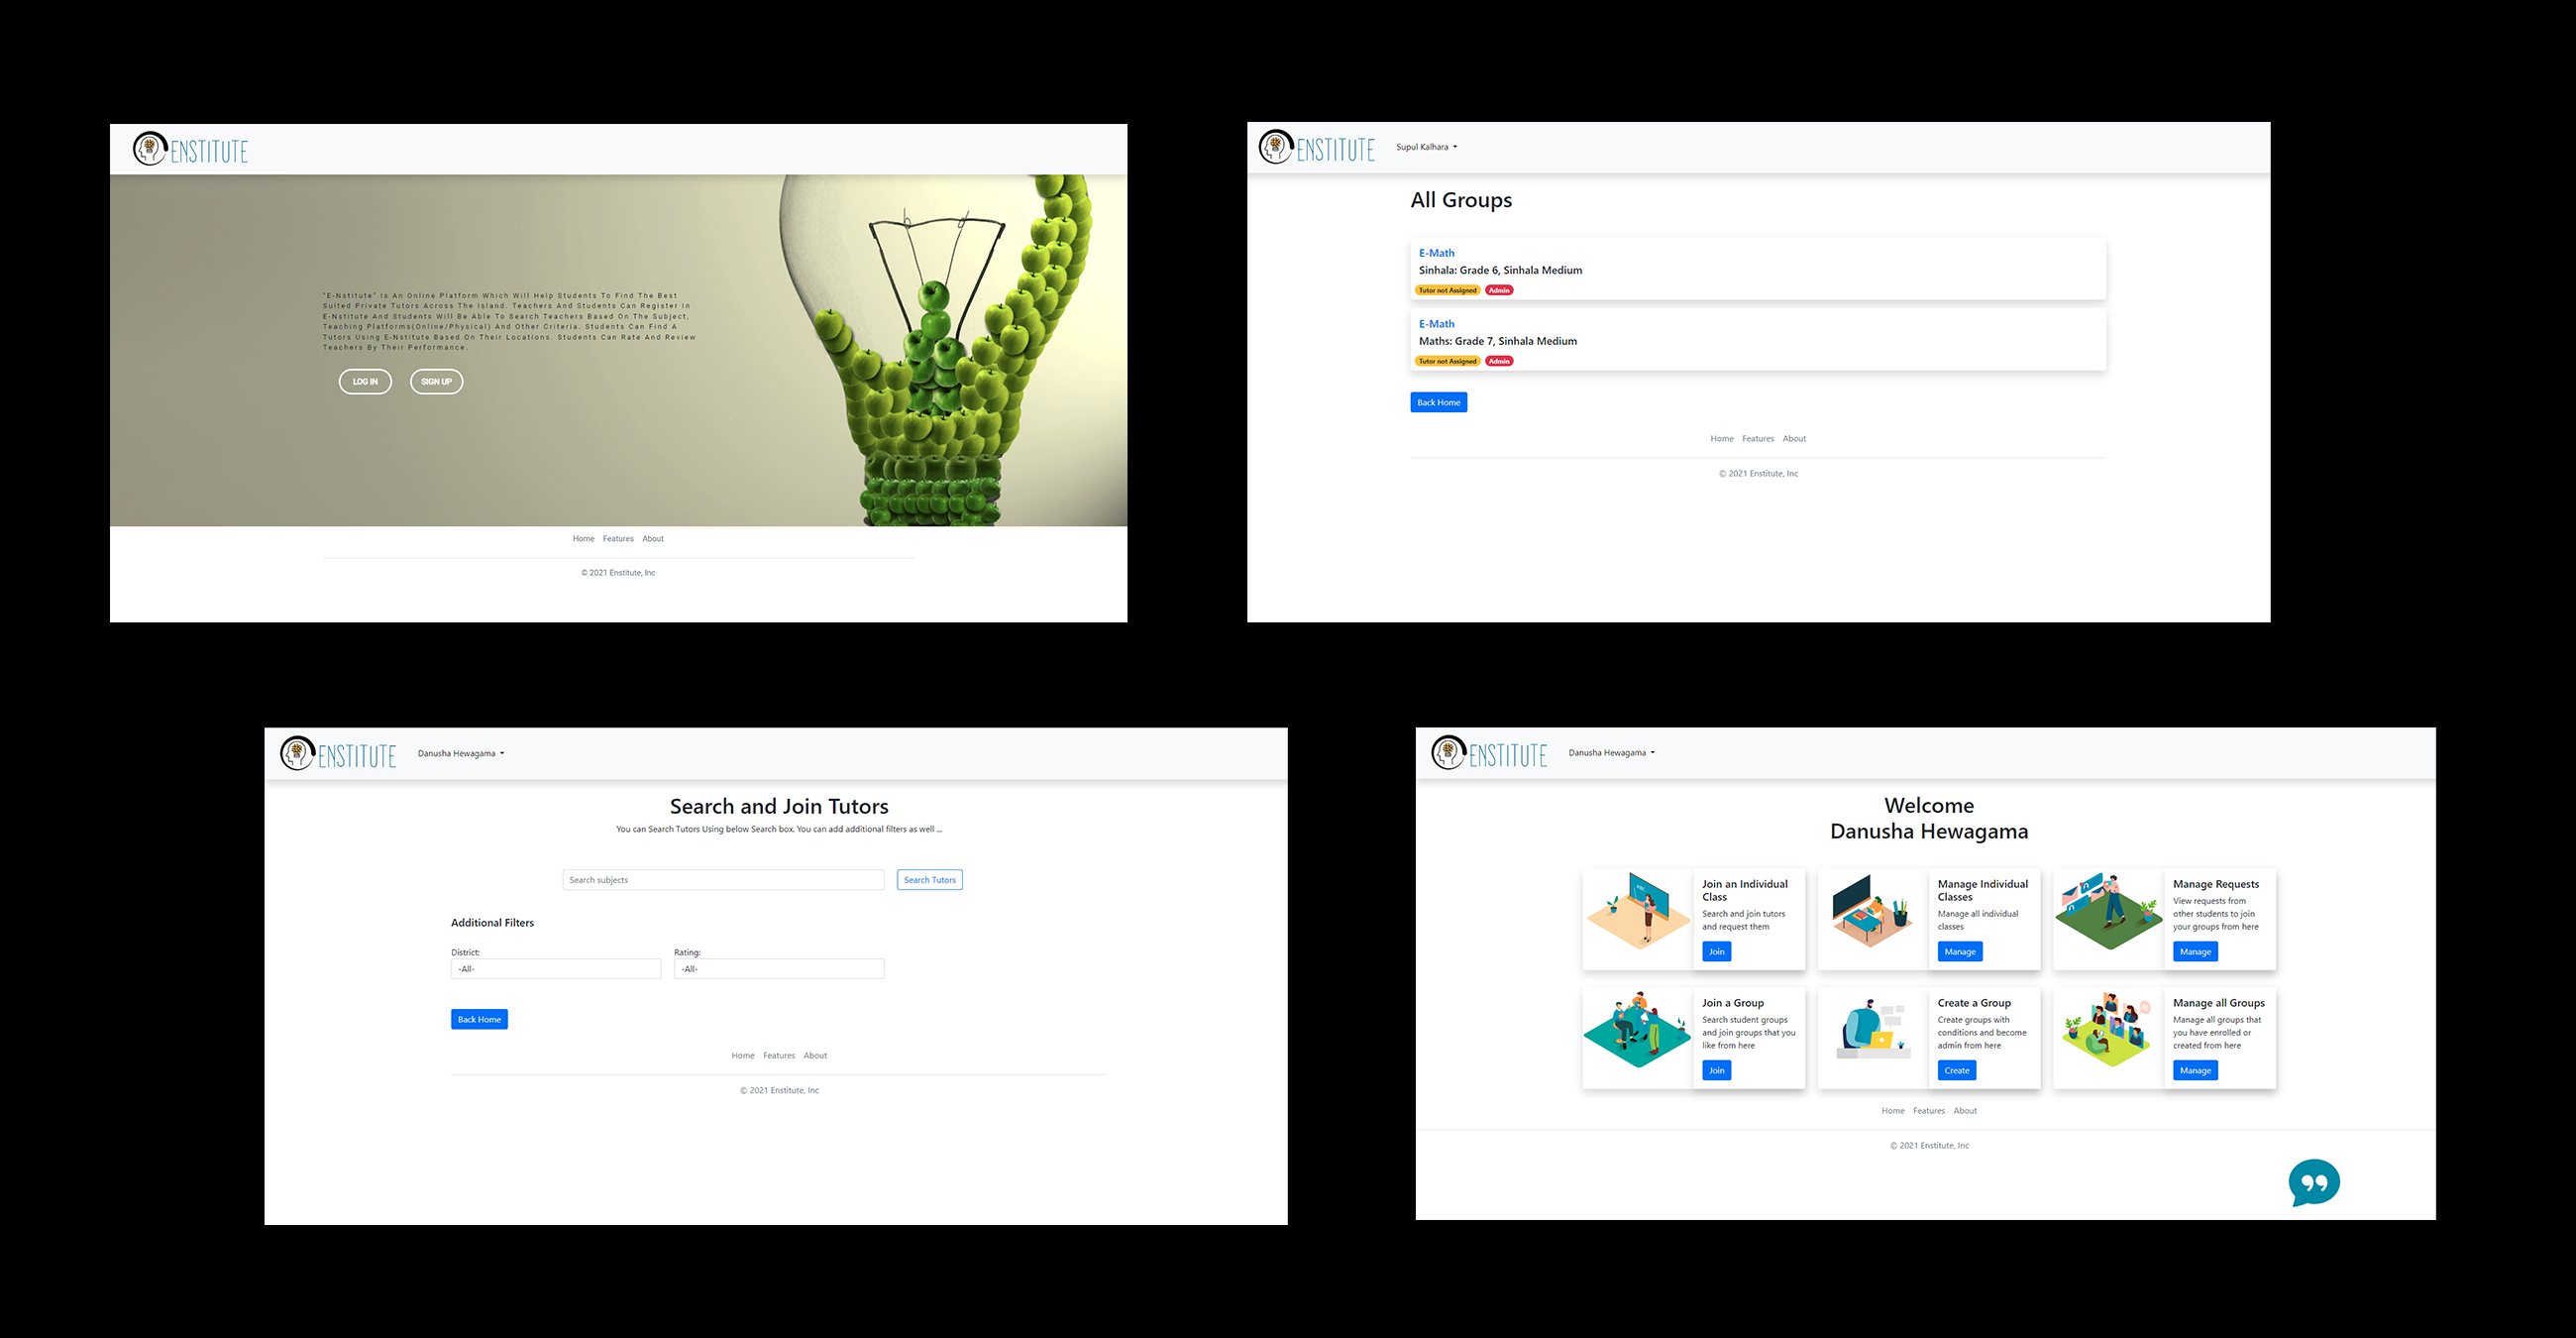 ENSTITUTE
"E-Nstitute" Is An Online Platform Which Will Help Students To Find The Best
Suited Private Tutors Across The Island. Teachers And Students Can Register In
E-Nstitute And Students Will Be Able To Search Teachers Based On The Subject,
Teaching Platforms(Online/Physical) And Other Criteria. Students Can Find A
Tutors Using E-Nstitute Based On Their Locations. Students Can Rate And Review
Teachers By Their Performance.
LOG IN SIGN UP
Home Features About
© 2021 Enstitute, Inc
ENSTITUTE Supul Kalhara
All Groups
E-Math
Sinhala: Grade 6, Sinhala Medium
Tutor not Assigned Admin
E-Math
Maths: Grade 7, Sinhala Medium
Tutor not Assigned Admin
Back Home
Home Features About
© 2021 Enstitute, Inc
ENSTITUTE Danusha Hewagama
Search and Join Tutors
You can Search Tutors Using below Search box. You can add additional filters as well ...
Search subjects Search Tutors
Additional Filters
District: Rating:
-All- -All-
Back Home
Home Features About
© 2021 Enstitute, Inc
ENSTITUTE Danusha Hewagama
Welcome
Danusha Hewagama
Join an Individual
Class
Search and join tutors
and request them
Join
Manage Individual
Classes
Manage all individual
classes
Manage
Manage Requests
View requests from
other students to join
your groups from here
Manage
Join a Group
Search student groups
and join groups that you
like from here
Join
Create a Group
Create groups with
conditions and become
admin from here
Create
Manage all Groups
Manage all groups that
you have enrolled or
created from here
Manage
Home Features About
© 2021 Enstitute, Inc